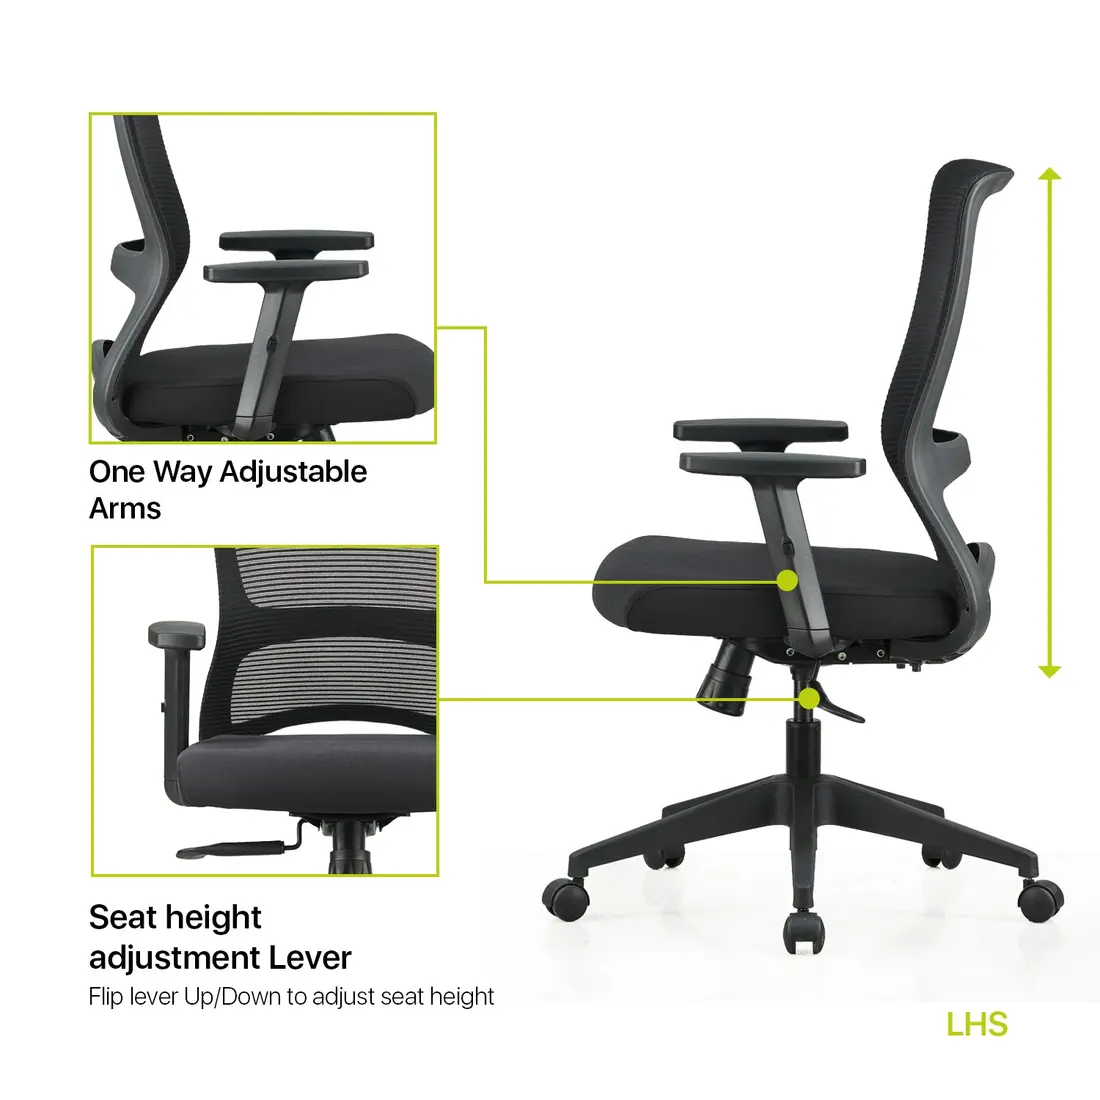 One Way Adjustable
Arms
Seat height
adjustment Lever
Flip lever Up/Down to adjust seat height
LHS